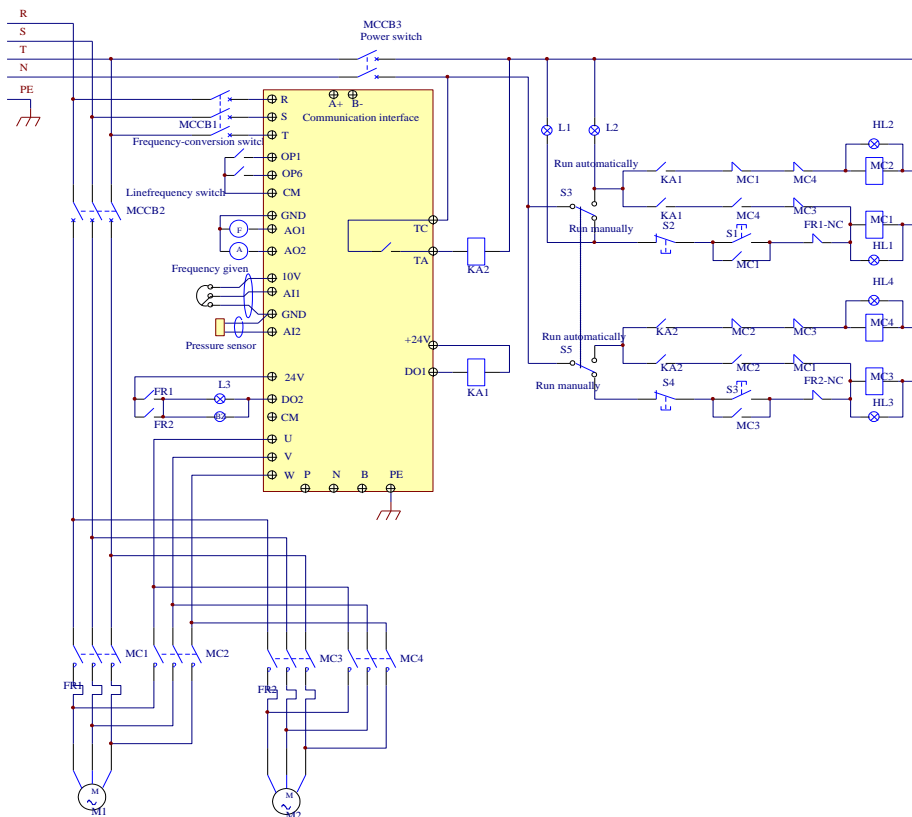 R
S
T
N
PE
MCCB3
Power switch
A+
B-
Communication interface
R
S
T
MCCB1
Frequency-conversion switch
OP1
OP6
CM
Linefrequency switch
MCCB2
GND
AO1
F
AO2
A
Frequency given
10V
AI1
GND
AI2
Pressure sensor
TC
TA
KA2
+24V
DO1
KA1
24V
FR1
L3
DO2
FR2
CM
U
V
W
P
N
B
PE
L1
L2
HL2
Run automatically
KA1
MC1
MC4
MC2
S3
KA1
MC4
MC3
Run manually
S2
S1
FR1-NC
MC1
MC1
HL1
HL4
Run automatically
KA2
MC2
MC3
MC4
S5
KA2
MC2
MC1
Run manually
S4
S3
FR2-NC
MC3
MC3
HL3
MC1
MC2
MC3
MC4
FR1
FR2
M
M1
M
M2